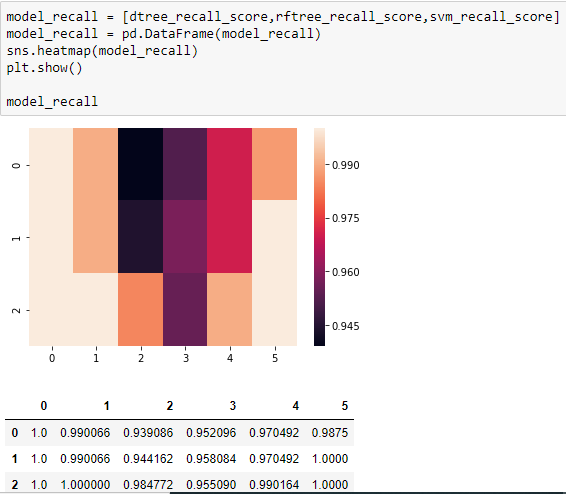 model_recall = [dtree_recall_score,rftree_recall_score,svm_recall_score]
model_recall = pd.DataFrame(model_recall)
sns.heatmap(model_recall)
plt.show()
model_recall
0
1
2
0 1 2 3 4 5
0.990
0.975
0.960
0.945
0 1 2 3 4 5
0 1.0 0.990066 0.939086 0.952096 0.970492 0.9875
1 1.0 0.990066 0.944162 0.958084 0.970492 1.0000
2 1.0 1.000000 0.984772 0.955090 0.990164 1.0000